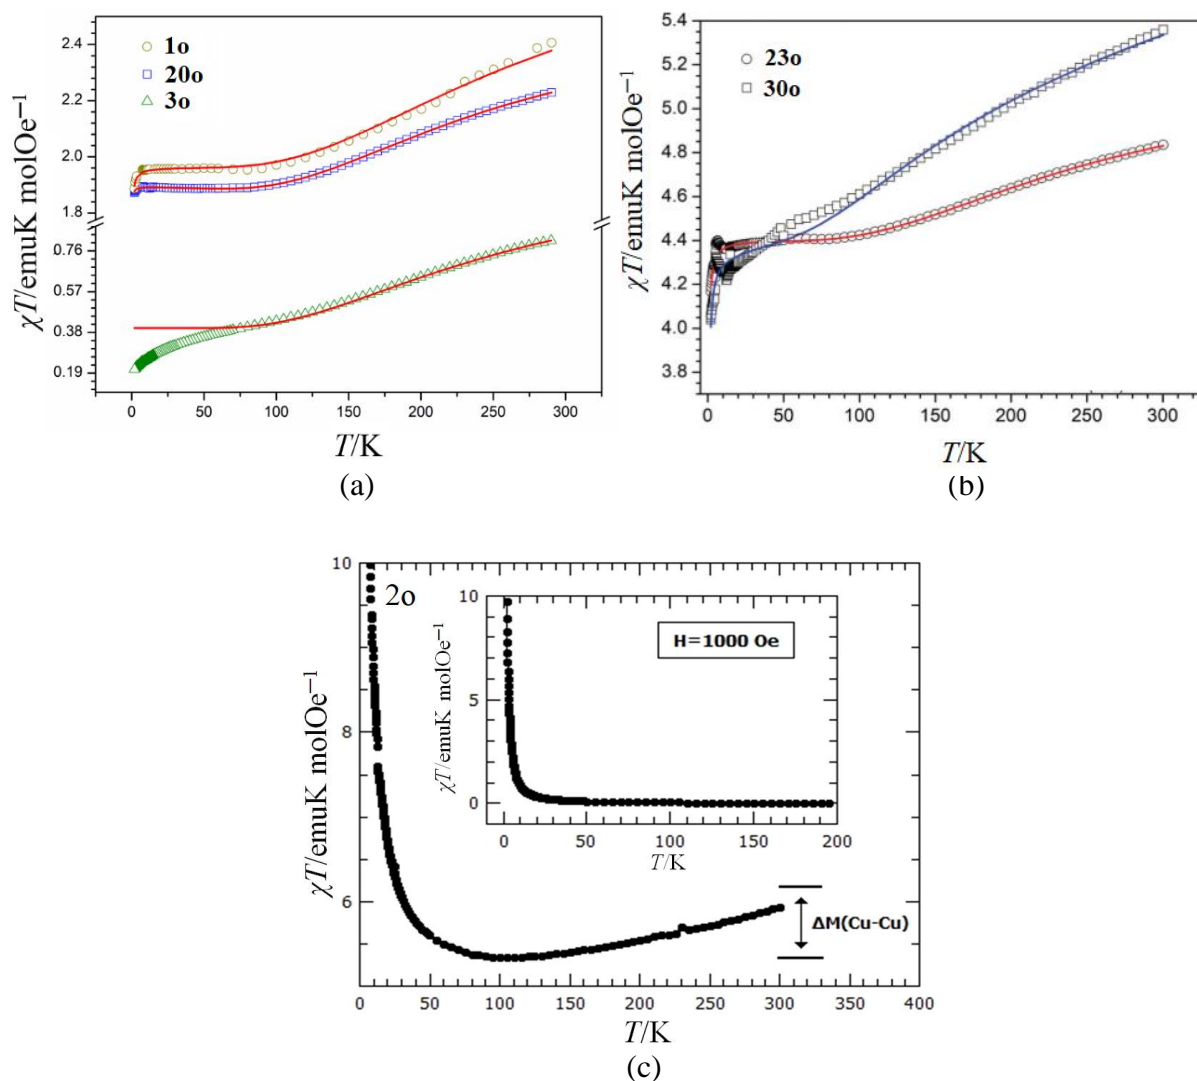 2.4
2.2
2.0
1.8
0.76
0.57
0.38
0.19
χT/emuK molOe⁻¹
1o
20o
3o
0 50 100 150 200 250 300
T/K
(a)
5.4
5.2
5.0
4.8
4.6
4.4
4.2
4.0
3.8
χT/emuK molOe⁻¹
23o
30o
0 50 100 150 200 250 300
T/K
(b)
10
8
6
χT/emuK molOe⁻¹
2o
10
5
0
χT/emuK molOe⁻¹
H=1000 Oe
0 50 100 150 200
T/K
ΔM(Cu-Cu)
0 50 100 150 200 250 300 350 400
T/K
(c)